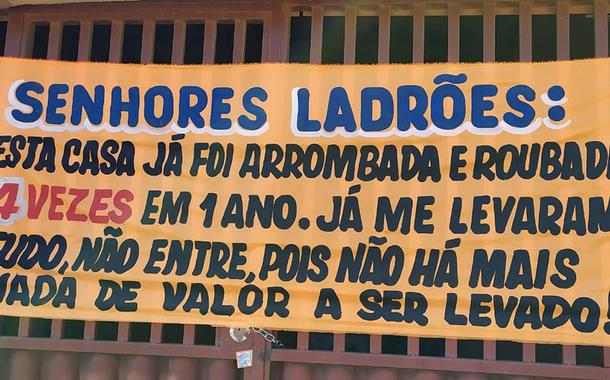 SENHORES LADRÕES:
ESTA CASA JÁ FOI ARROMBADA E ROUBADA
4 VEZES EM 1 ANO. JÁ ME LEVARAM
TUDO, NÃO ENTRE, POIS NÃO HÁ MAIS
NADA DE VALOR A SER LEVADO!